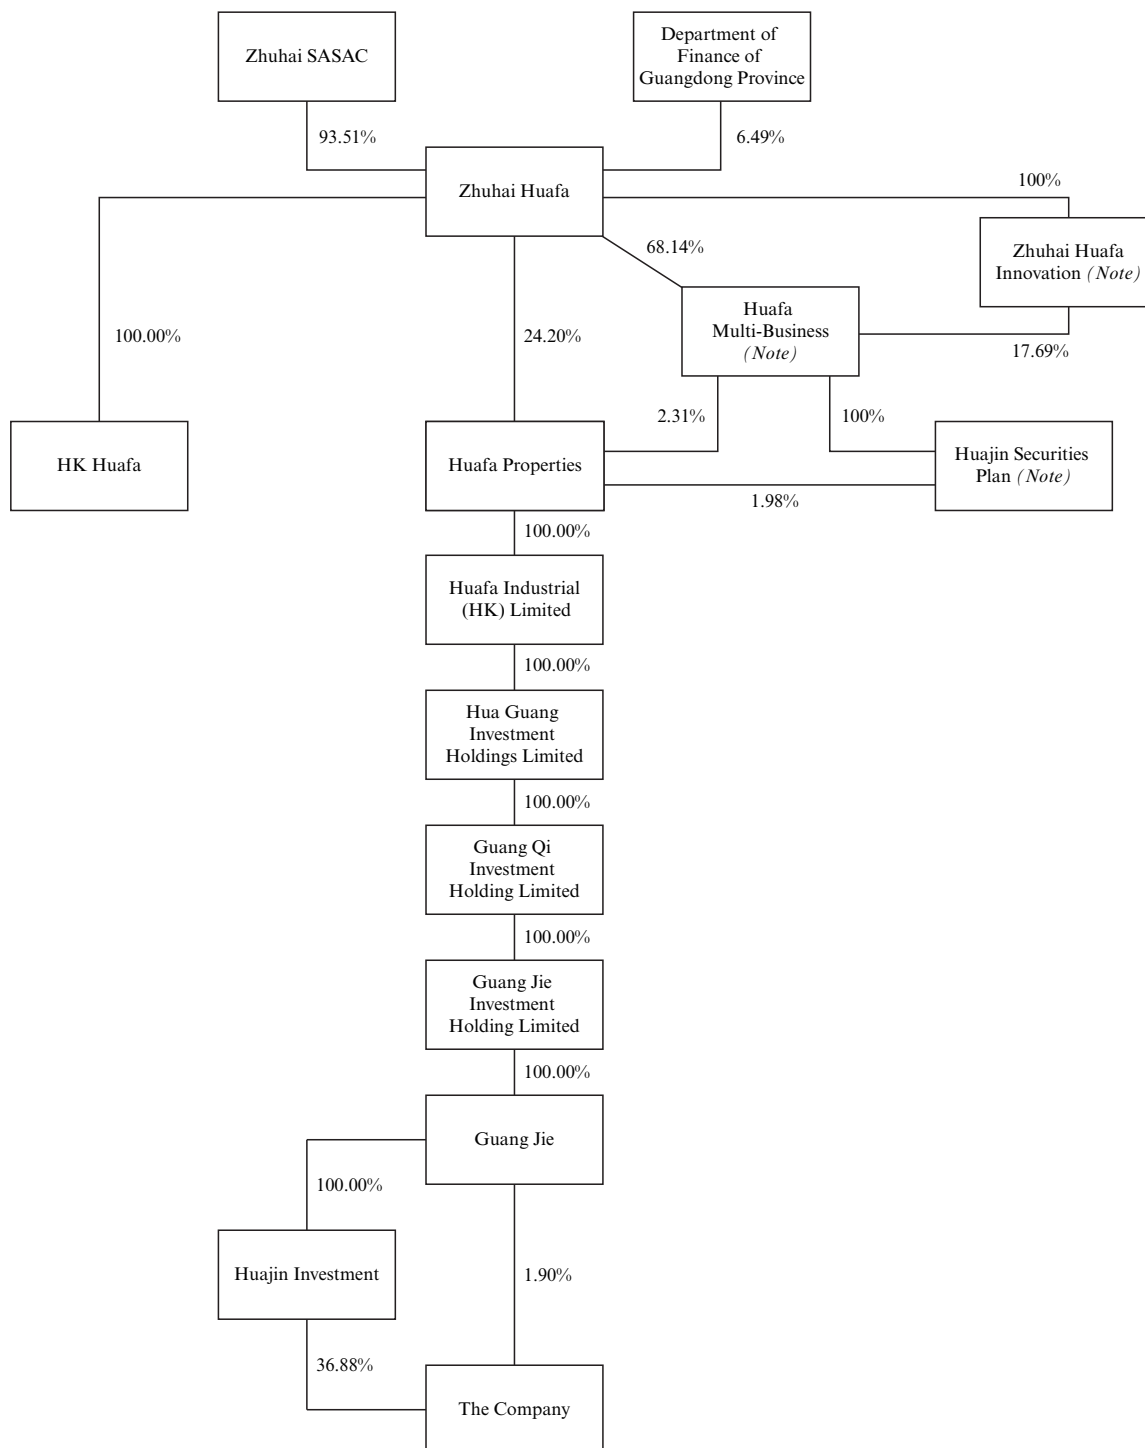 Zhuhai SASAC
Department of
Finance of
Guangdong Province
93.51%
6.49%
Zhuhai Huafa
100%
Zhuhai Huafa
Innovation (Note)
68.14%
Huafa
Multi-Business
(Note)
100.00%
24.20%
17.69%
2.31%
100%
HK Huafa
Huafa Properties
Huajin Securities
Plan (Note)
1.98%
100.00%
Huafa Industrial
(HK) Limited
100.00%
Hua Guang
Investment
Holdings Limited
100.00%
Guang Qi
Investment
Holding Limited
100.00%
Guang Jie
Investment
Holding Limited
100.00%
Guang Jie
100.00%
Huajin Investment
1.90%
36.88%
The Company